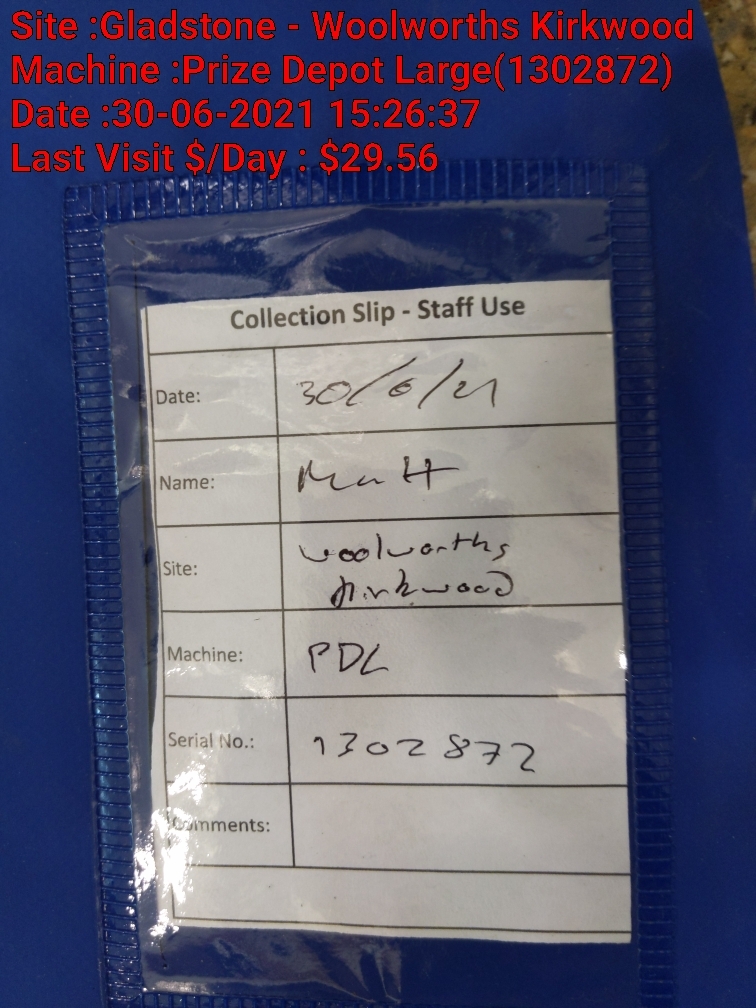 Site :Gladstone - Woolworths Kirkwood
Machine :Prize Depot Large(1302872)
Date :30-06-2021 15:26:37
Last Visit $/Day : $29.56
Collection Slip - Staff Use
Date: 30/6/21
Name: Matt
Site: woolworths
kirkwood
Machine: PDL
Serial No.: 1302872
Comments: